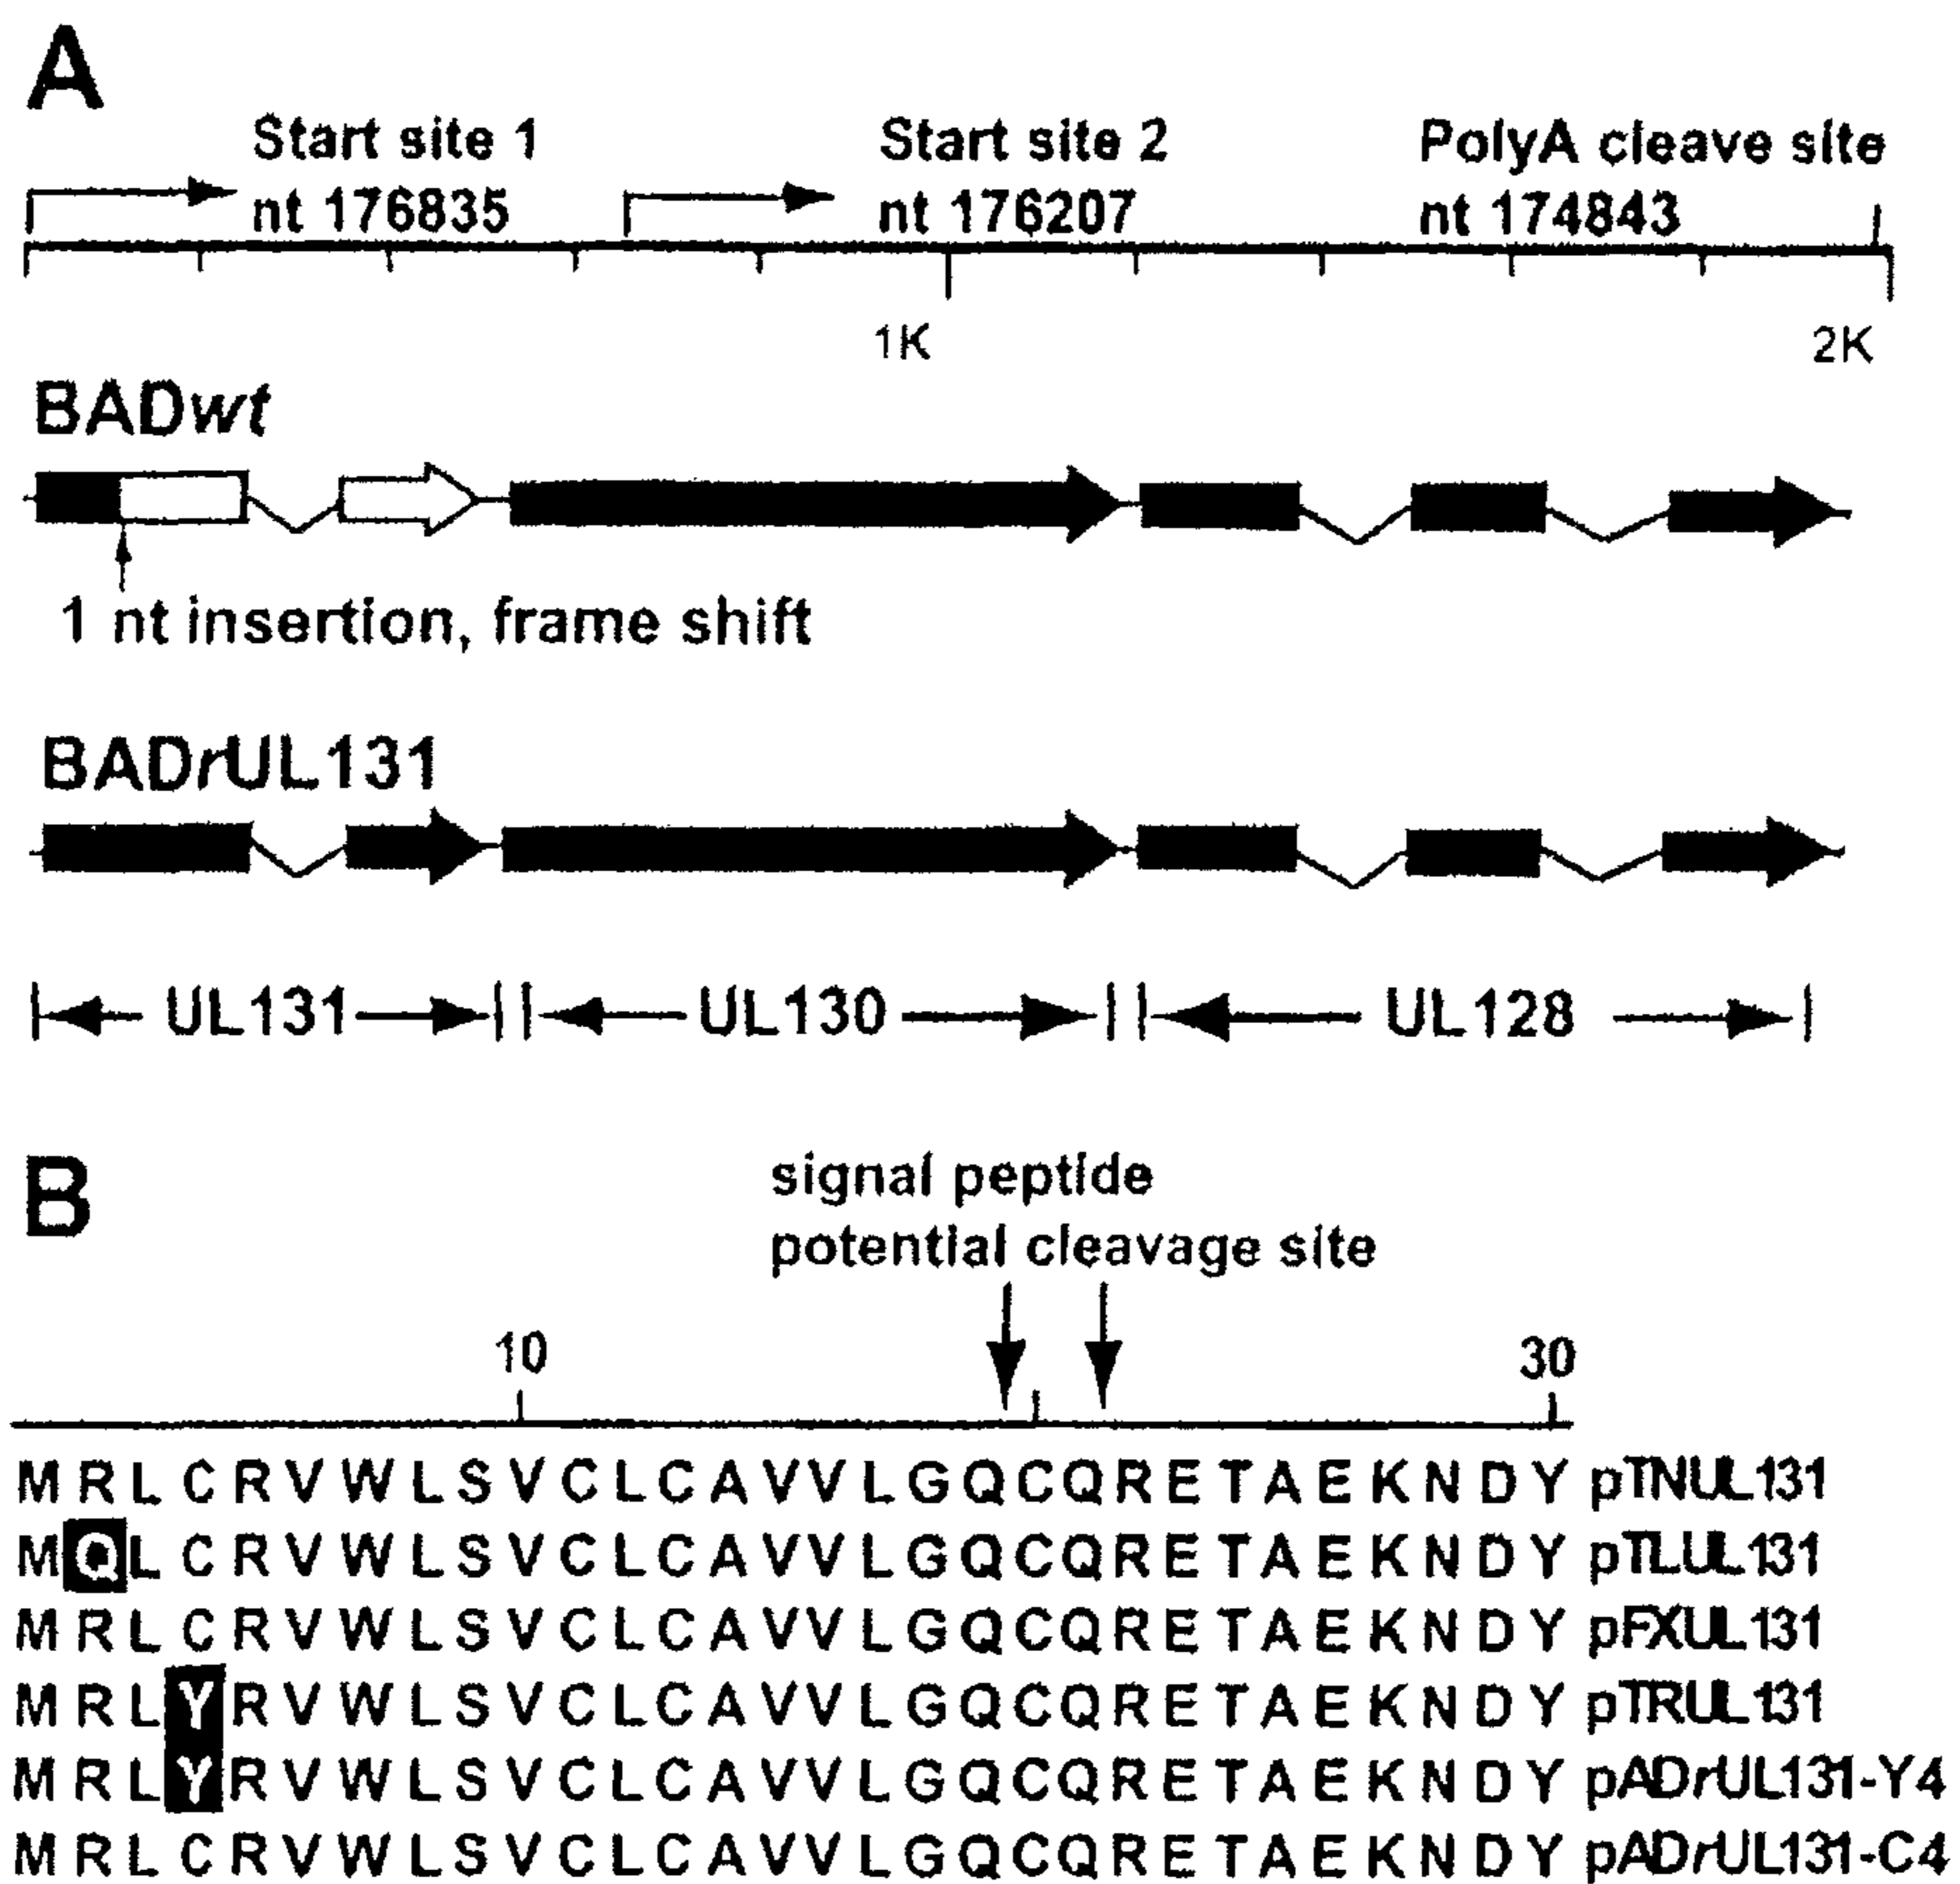 A
Start site 1
nt 176835
Start site 2
nt 176207
PolyA cleave site
nt 174843
1K
2K
BADwt
1 nt insertion, frame shift
BADrUL131
UL131
UL130
UL128
B
signal peptide
potential cleavage site
10
30
M R L C R V W L S V C L C A V V L G Q C Q R E T A E K N D Y pTNUL131
M Q L C R V W L S V C L C A V V L G Q C Q R E T A E K N D Y pTLUL131
M R L C R V W L S V C L C A V V L G Q C Q R E T A E K N D Y pFXUL131
M R L Y R V W L S V C L C A V V L G Q C Q R E T A E K N D Y pTRUL131
M R L Y R V W L S V C L C A V V L G Q C Q R E T A E K N D Y pADrUL131-Y4
M R L C R V W L S V C L C A V V L G Q C Q R E T A E K N D Y pADrUL131-C4